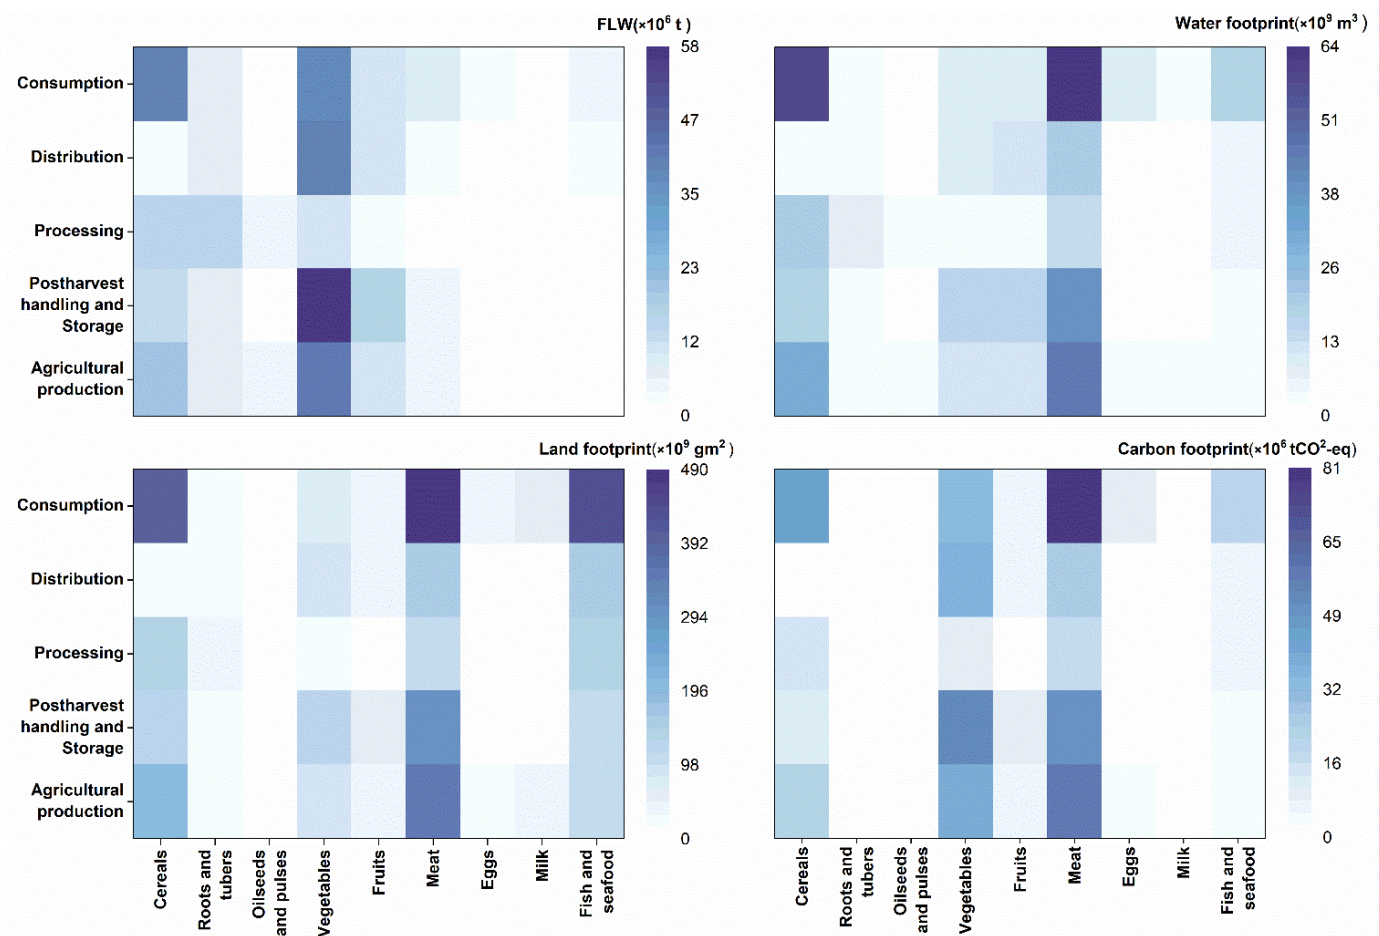 FLW(×10⁶ t )
58
47
35
23
12
0
Consumption
Distribution
Processing
Postharvest
handling and
Storage
Agricultural
production
Water footprint(×10⁹ m³ )
64
51
38
26
13
0
Land footprint(×10⁹ gm² )
490
392
294
196
98
0
Consumption
Distribution
Processing
Postharvest
handling and
Storage
Agricultural
production
Cereals
Roots and
tubers
Oilseeds
and pulses
Vegetables
Fruits
Meat
Eggs
Milk
Fish and
seafood
Carbon footprint(×10⁶ tCO²-eq)
81
65
49
32
16
0
Cereals
Roots and
tubers
Oilseeds
and pulses
Vegetables
Fruits
Meat
Eggs
Milk
Fish and
seafood